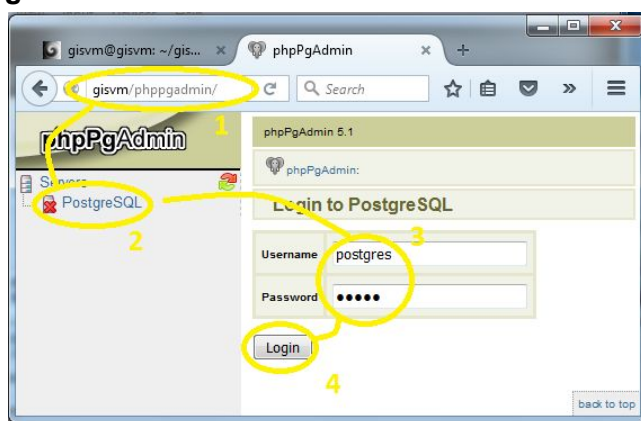 g
gisvm@gisvm: ~/gis...
phpPgAdmin
gisvm/phppgadmin/
Search
1
phpPgAdmin
phpPgAdmin 5.1
phpPgAdmin:
Servers
PostgreSQL
2
Login to PostgreSQL
3
Username postgres
Password •••••
Login
4
back to top